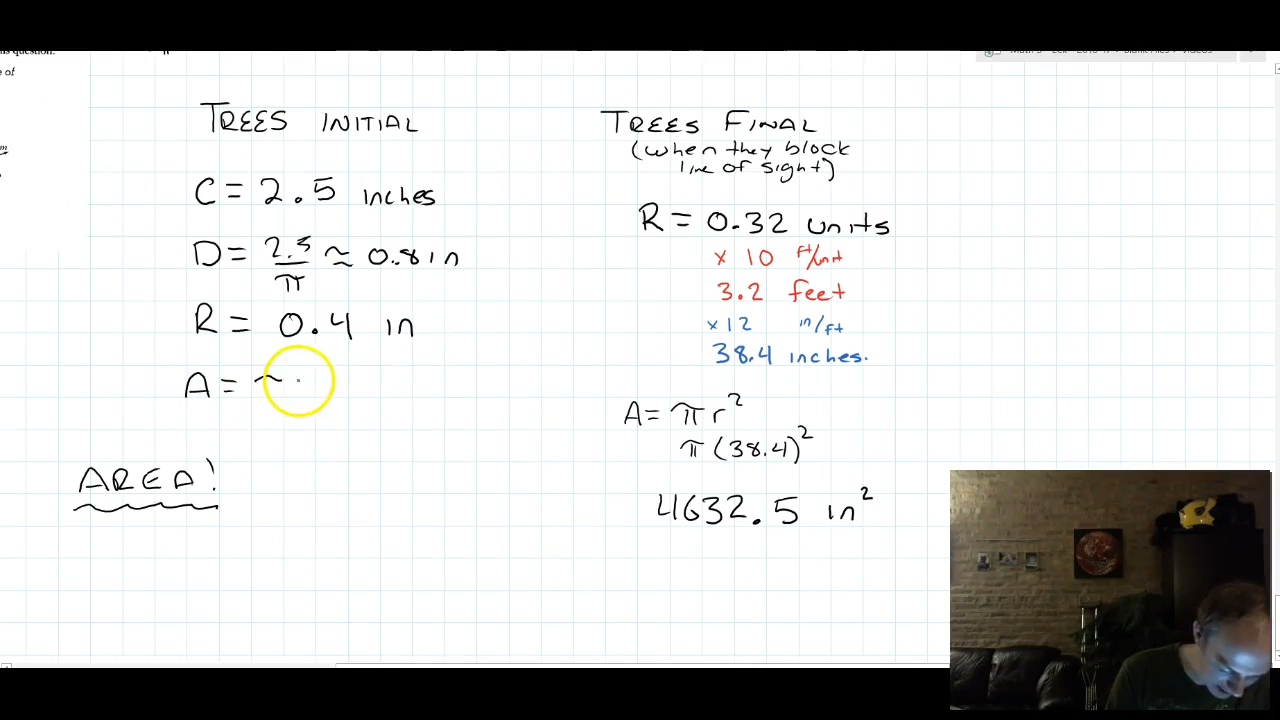 TREES INITIAL
C = 2.5 inches
D = 2.5/π ≈ 0.8 in
R = 0.4 in
A =
AREA!
TREES FINAL
(when they block
line of sight)
R = 0.32 units
x 10 ft/unit
3.2 feet
x12 in/ft
38.4 inches.
A = πr²
π(38.4)²
4632.5 in²